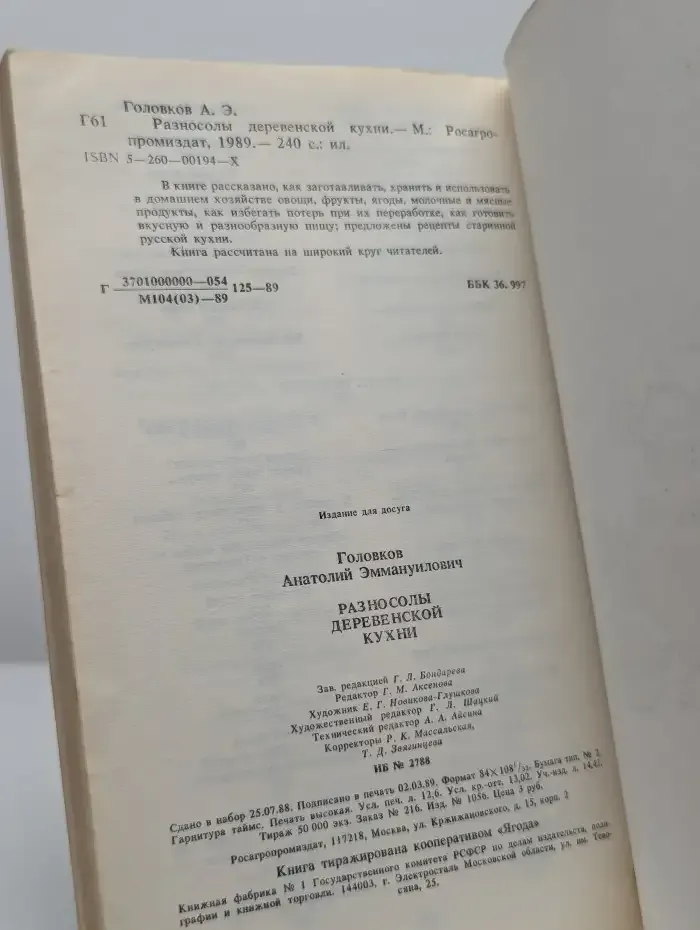 Головков А. Э.
Г61 Разносолы деревенской кухни.— М.: Росагро-
промиздат, 1989.— 240 с.: ил.
ISBN 5—260—00194—X
В книге рассказано, как заготавливать, хранить и использовать
в домашнем хозяйстве овощи, фрукты, ягоды, молочные и мясные
продукты, как избегать потерь при их переработке, как готовить
вкусную и разнообразную пищу; предложены рецепты старинной
русской кухни.
Книга рассчитана на широкий круг читателей.
Г 3701000000—054 125—89 ББК 36.997
М104(03)—89
Издание для досуга
Головков
Анатолий Эммануилович
РАЗНОСОЛЫ
ДЕРЕВЕНСКОЙ
КУХНИ
Зав. редакцией Г. Л. Бондарева
Редактор Г. М. Аксенова
Художник Е. Г. Новикова-Глушкова
Художественный редактор Г. Л. Шацкий
Технический редактор А. А. Айсина
Корректоры Р. К. Массальская,
Т. Д. Звягинцева
ИБ № 2788
Сдано в набор 25.07.88. Подписано в печать 02.03.89. Формат 84×108¹/₃₂. Бумага тип. № 2.
Гарнитура таймс. Печать высокая. Усл. печ. л. 12,6. Усл. кр.-отт. 13,02. Уч.-изд. л. 14,42.
Тираж 50 000 экз. Заказ № 216. Изд. № 1056. Цена 3 руб.
Росагропромиздат, 117218, Москва, ул. Кржижановского, д. 15, корп. 2
Книга тиражирована кооперативом «Ягода»
Книжная фабрика № 1 Государственного комитета РСФСР по делам издательств, поли-
графии и книжной торговли. 144003, г. Электросталь Московской области, ул. им. Тево-
сяна, 25.